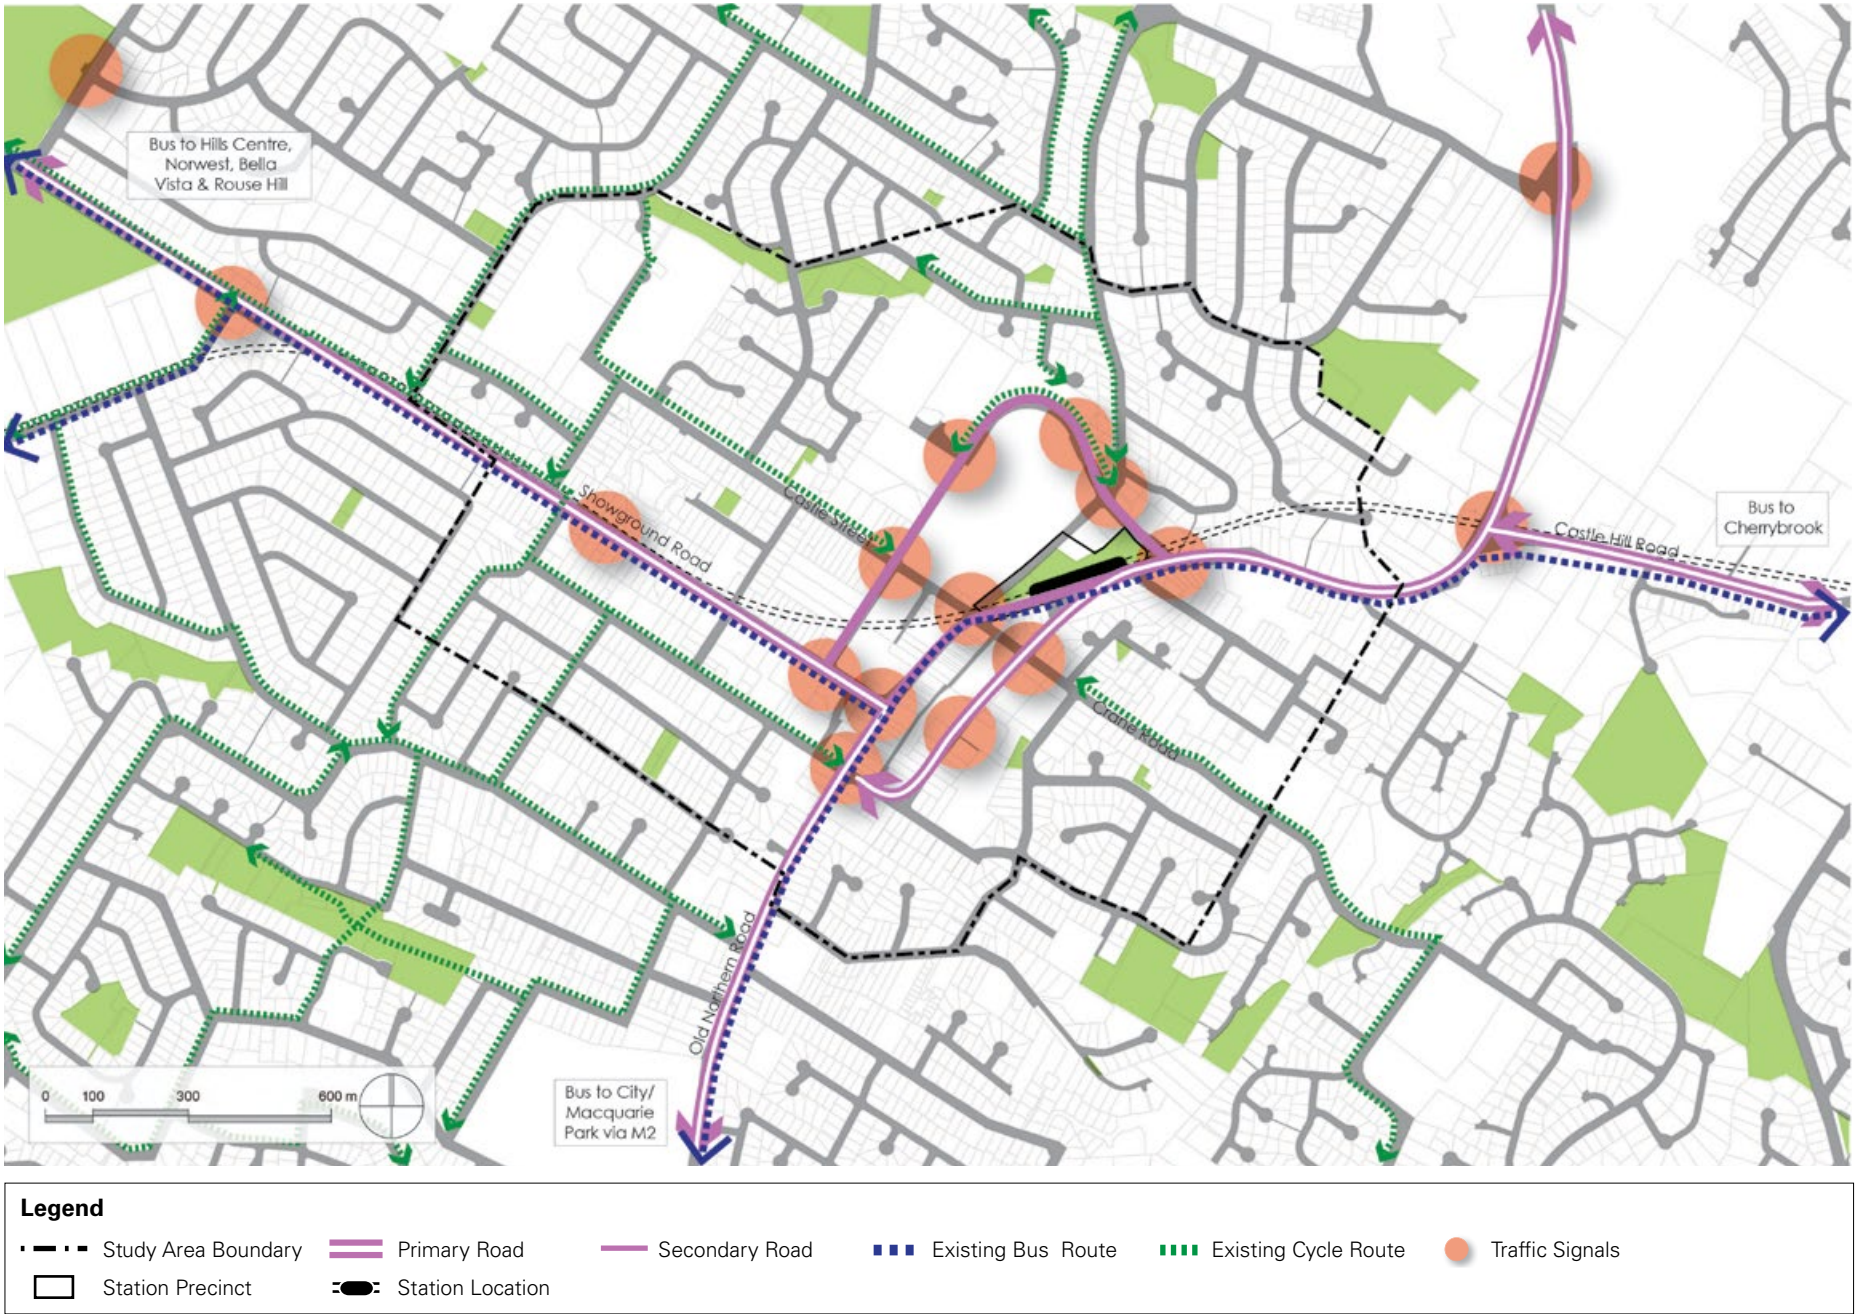 Bus to Hills Centre,
Norwest, Bella
Vista & Rouse Hill
Showground Road
Castle Street
Bus to
Cherrybrook
Castle Hill Road
Crane Road
Old Northern Road
0 100 300 600 m
Bus to City/
Macquarie
Park via M2
Legend
Study Area Boundary Primary Road Secondary Road Existing Bus Route Existing Cycle Route Traffic Signals
Station Precinct Station Location